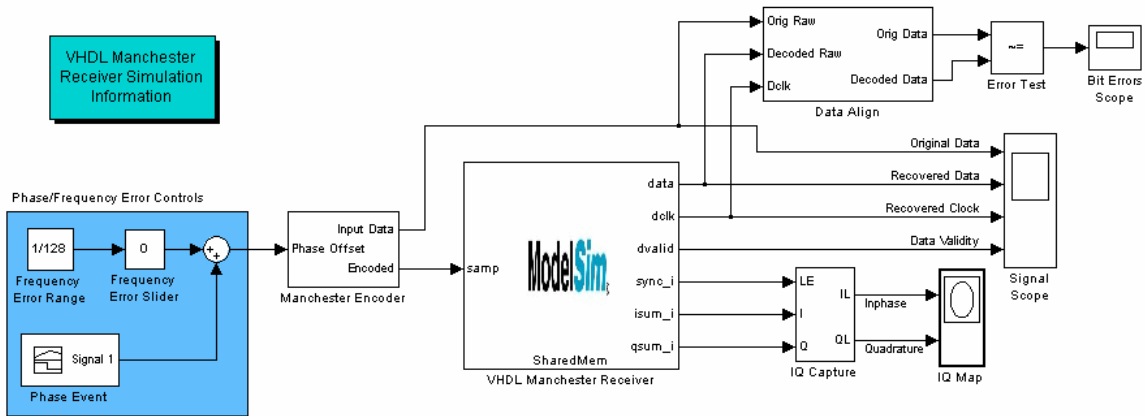 VHDL Manchester
Receiver Simulation
Information
Orig Raw
Decoded Raw
Dclk
Orig Data
Decoded Data
Data Align
~=
Error Test
Bit Errors
Scope
Original Data
Recovered Data
Recovered Clock
Data Validity
Signal
Scope
Phase/Frequency Error Controls
1/128
Frequency
Error Range
0
Frequency
Error Slider
++
Signal 1
Phase Event
Input Data
Phase Offset
Encoded
Manchester Encoder
samp
ModelSim
data
dclk
dvalid
sync_i
isum_i
qsum_i
SharedMem
VHDL Manchester Receiver
LE
I
Q
IL
QL
IQ Capture
Inphase
Quadrature
IQ Map